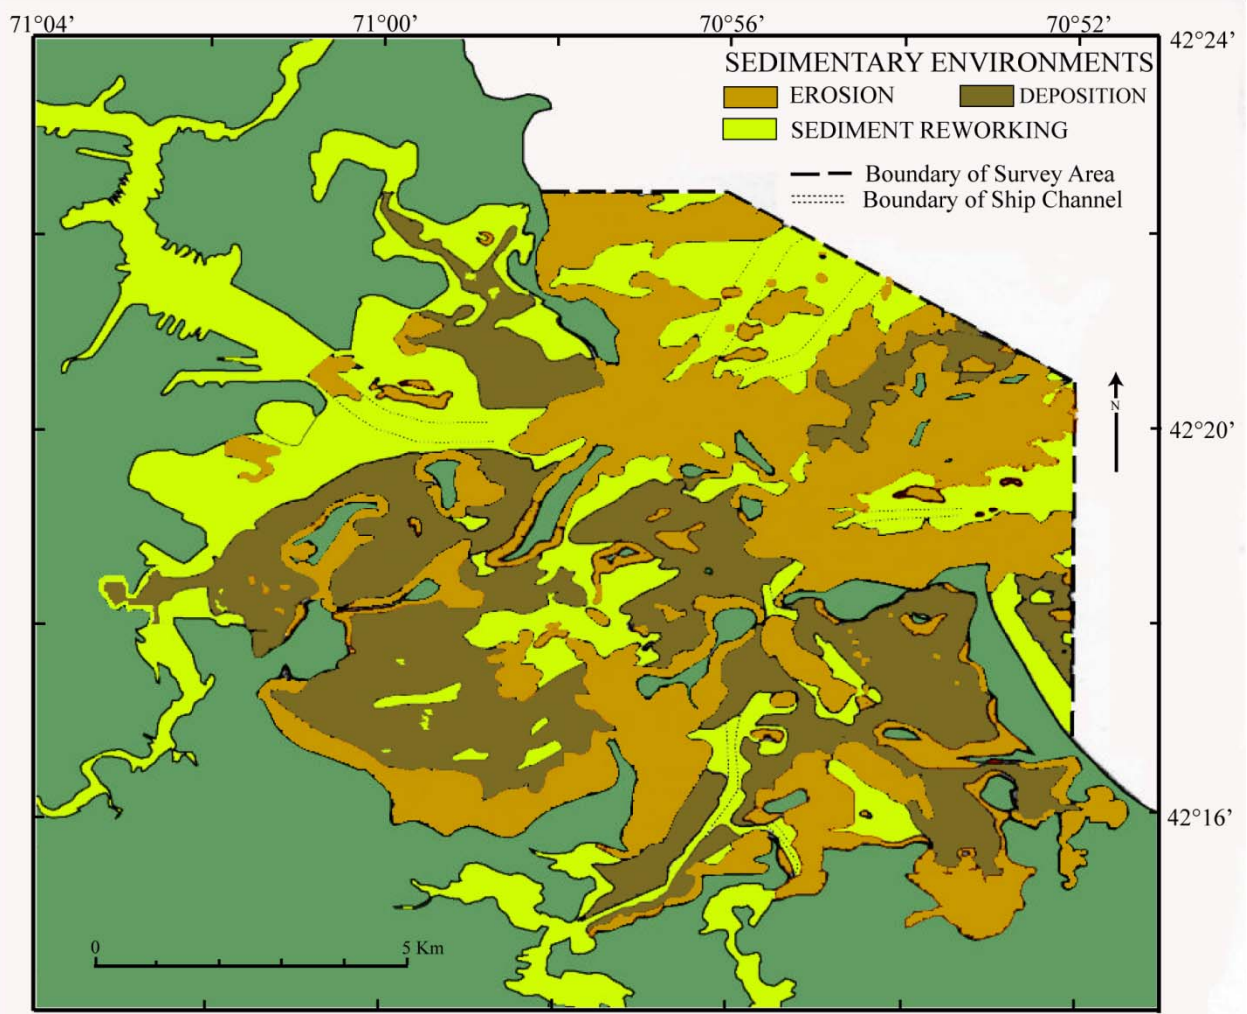 71°04’ 71°00’ 70°56’ 70°52’
42°24’
SEDIMENTARY ENVIRONMENTS
EROSION DEPOSITION
SEDIMENT REWORKING
Boundary of Survey Area
Boundary of Ship Channel
N
42°20’
42°16’
0 5 Km